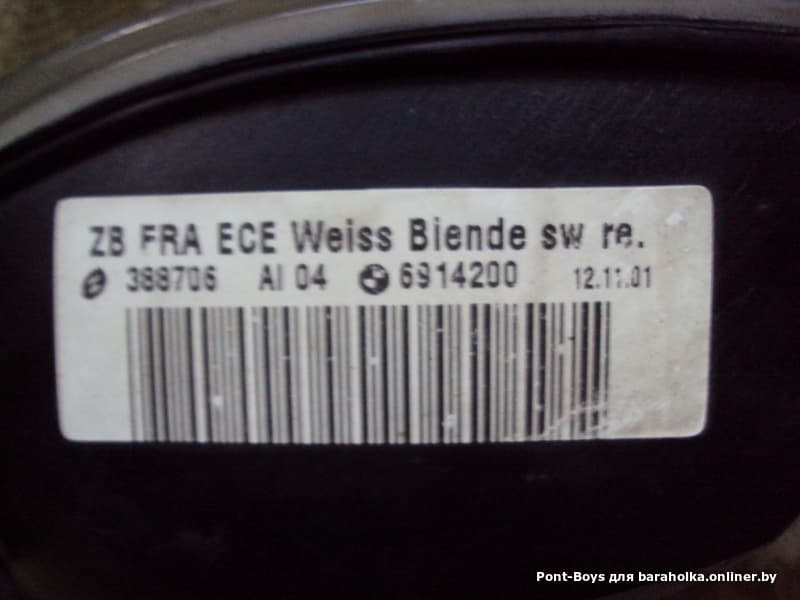 ZB FRA ECE Weiss Blende sw re.
388706 AI 04 6914200 12.11.01
Pont-Boys для baraholka.onliner.by